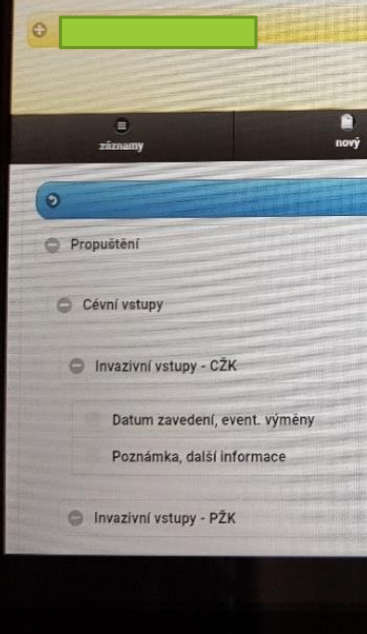 záznamy
nový
Propuštění
Cévní vstupy
Invazivní vstupy - CŽK
Datum zavedení, event. výměny
Poznámka, další informace
Invazivní vstupy - PŽK